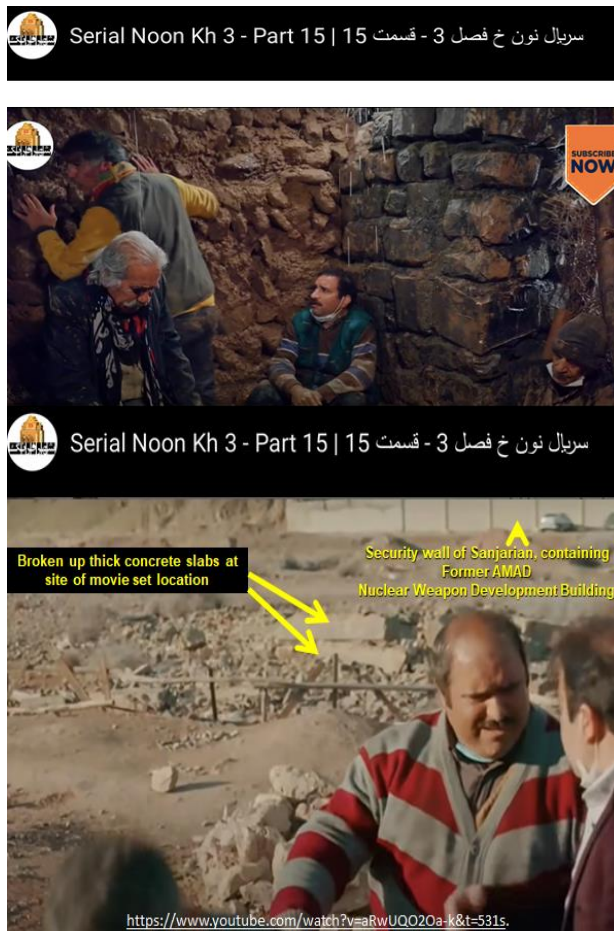 Serial Noon Kh 3 - Part 15 | سریال نون خ فصل 3 - قسمت 15
SUBSCRIBE
NOW
Serial Noon Kh 3 - Part 15 | سریال نون خ فصل 3 - قسمت 15
Broken up thick concrete slabs at
site of movie set location
Security wall of Sanjarian, containing
Former AMAD
Nuclear Weapon Development Building
https://www.youtube.com/watch?v=aRwUQO2Oa-k&t=531s.